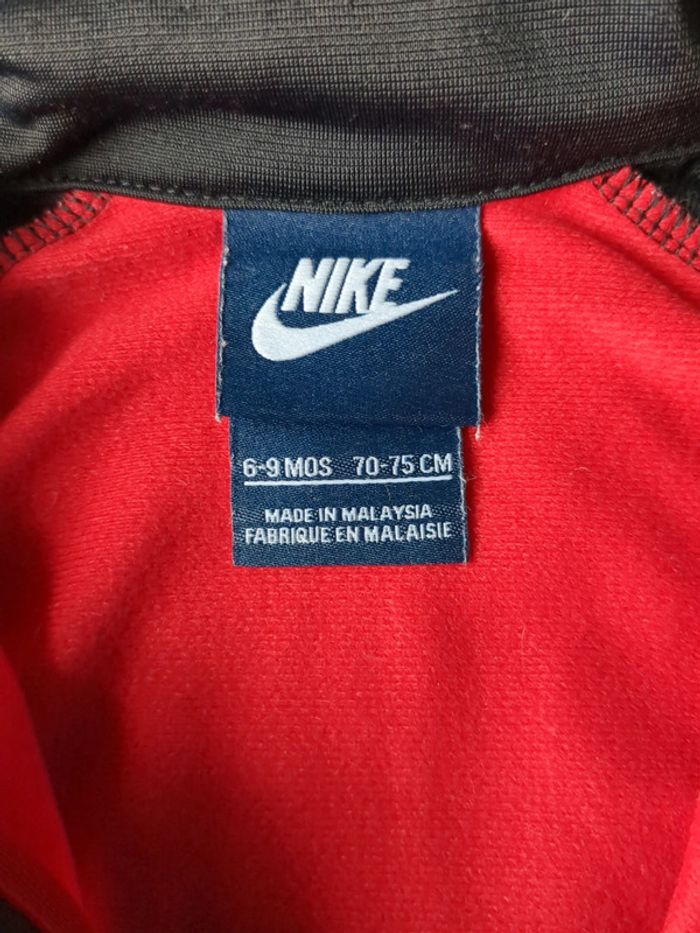 NIKE
6-9 MOS 70-75 CM
MADE IN MALAYSIA
FABRIQUE EN MALAISIE